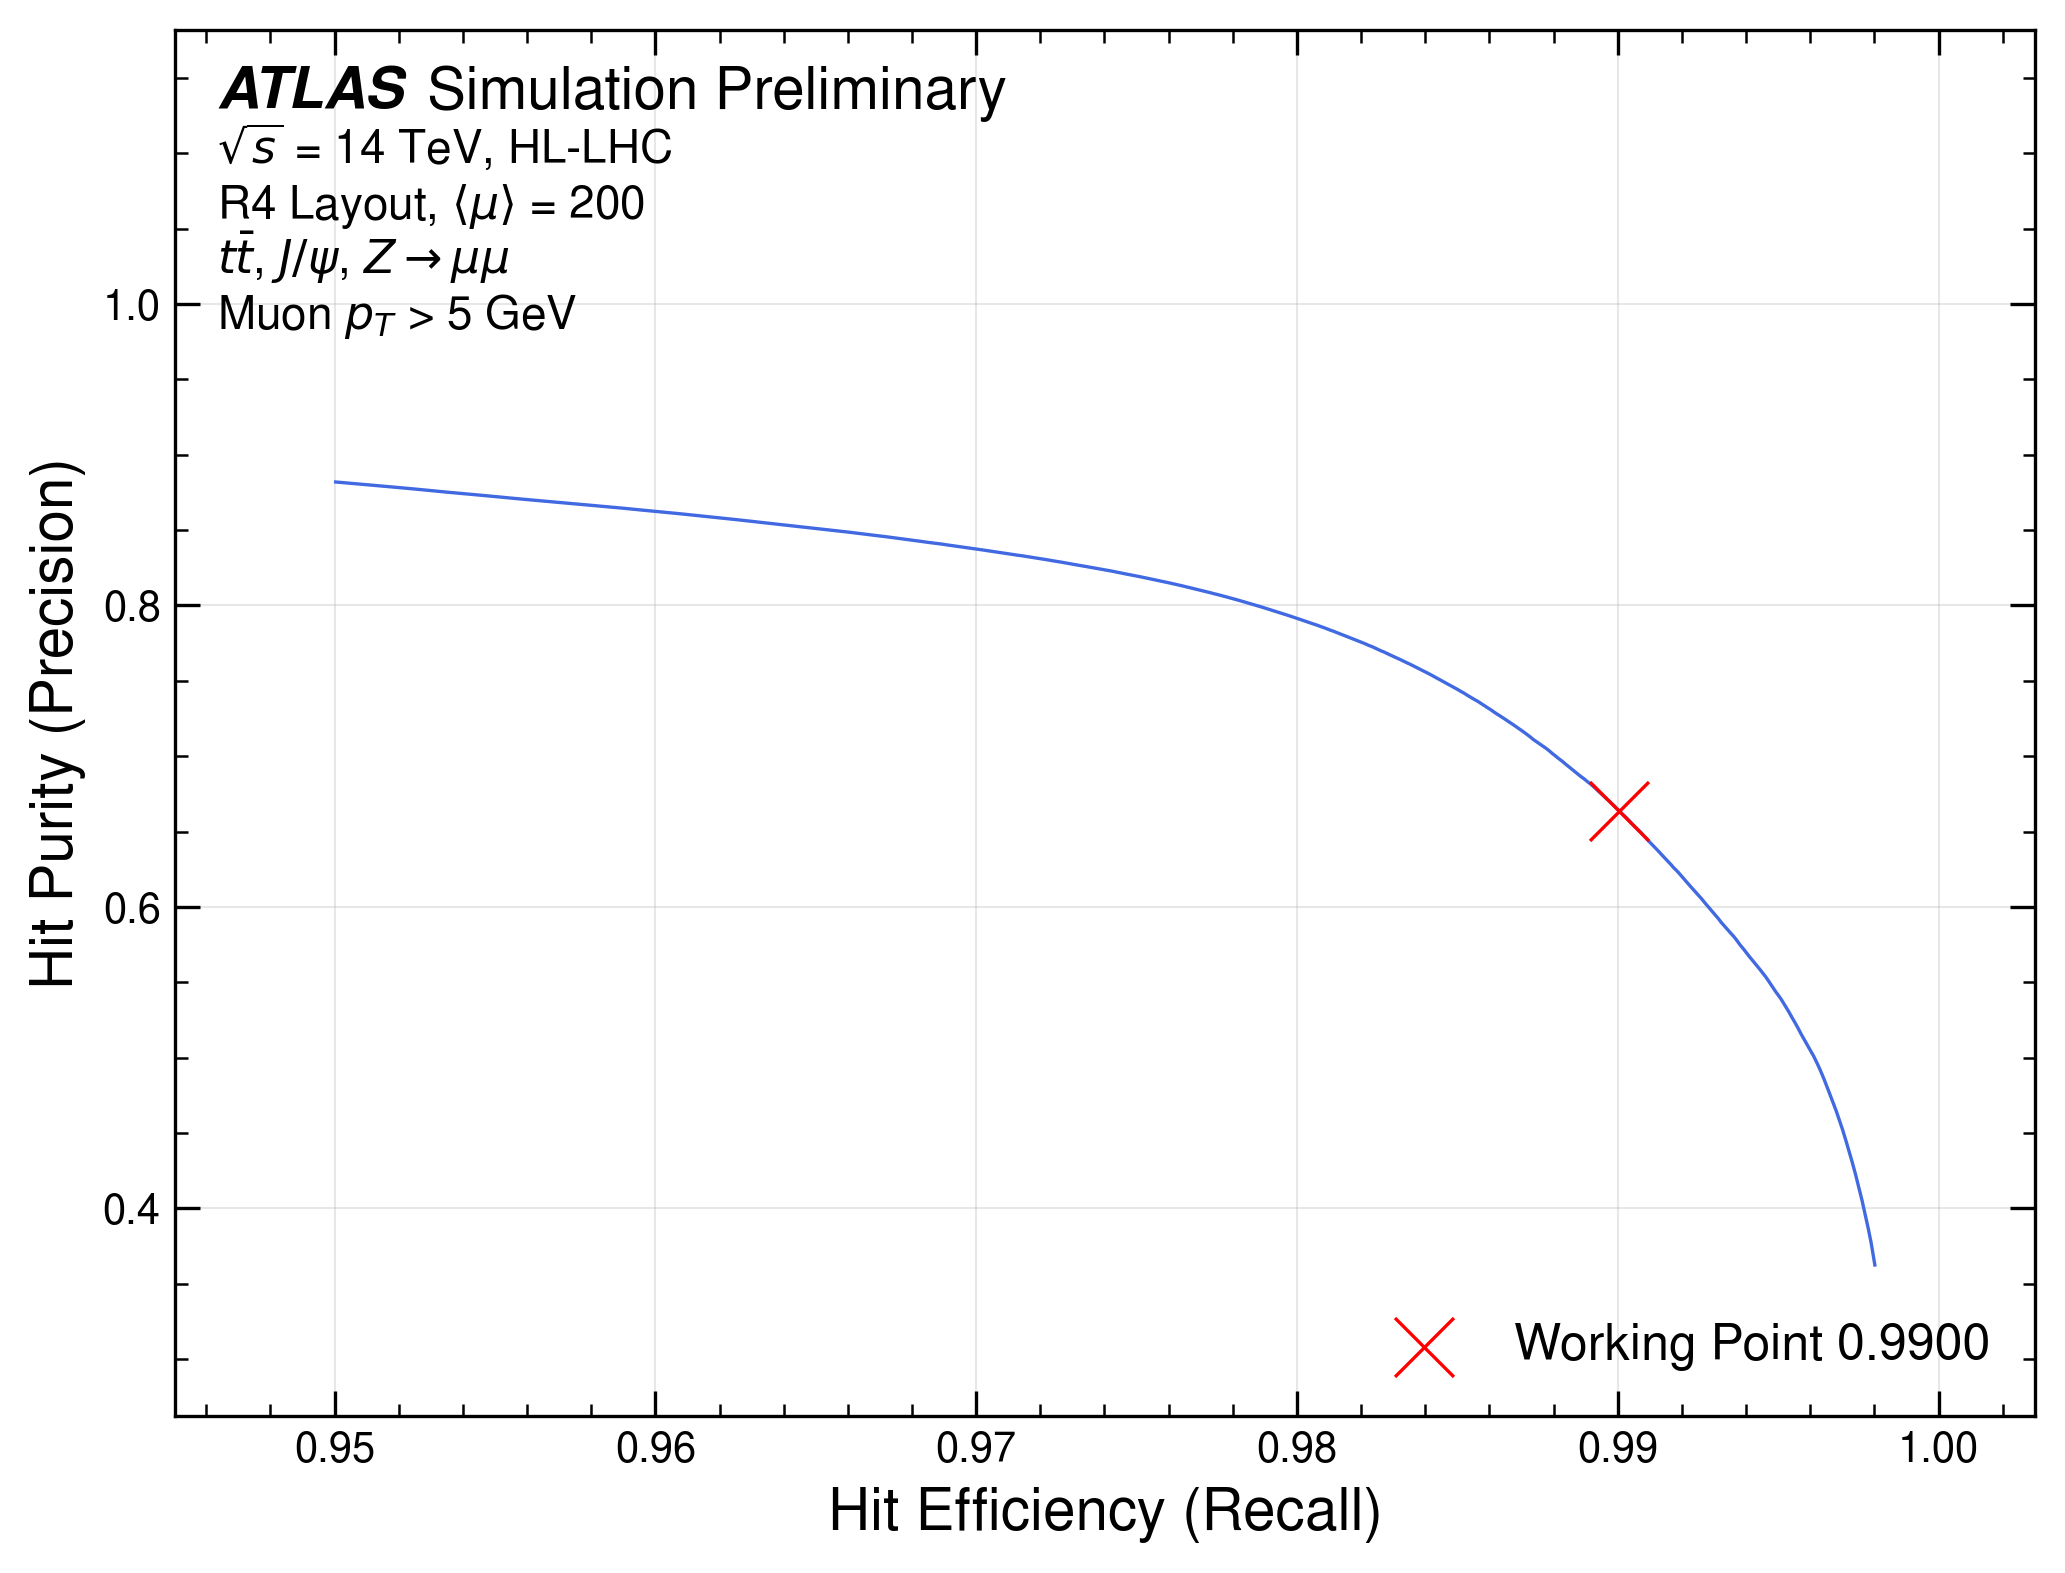 ATLAS Simulation Preliminary
√s = 14 TeV, HL-LHC
R4 Layout, ⟨μ⟩ = 200
tt̄, J/ψ, Z → μμ
Muon p_T > 5 GeV
1.0
0.8
0.6
0.4
Hit Purity (Precision)
Working Point 0.9900
0.95 0.96 0.97 0.98 0.99 1.00
Hit Efficiency (Recall)